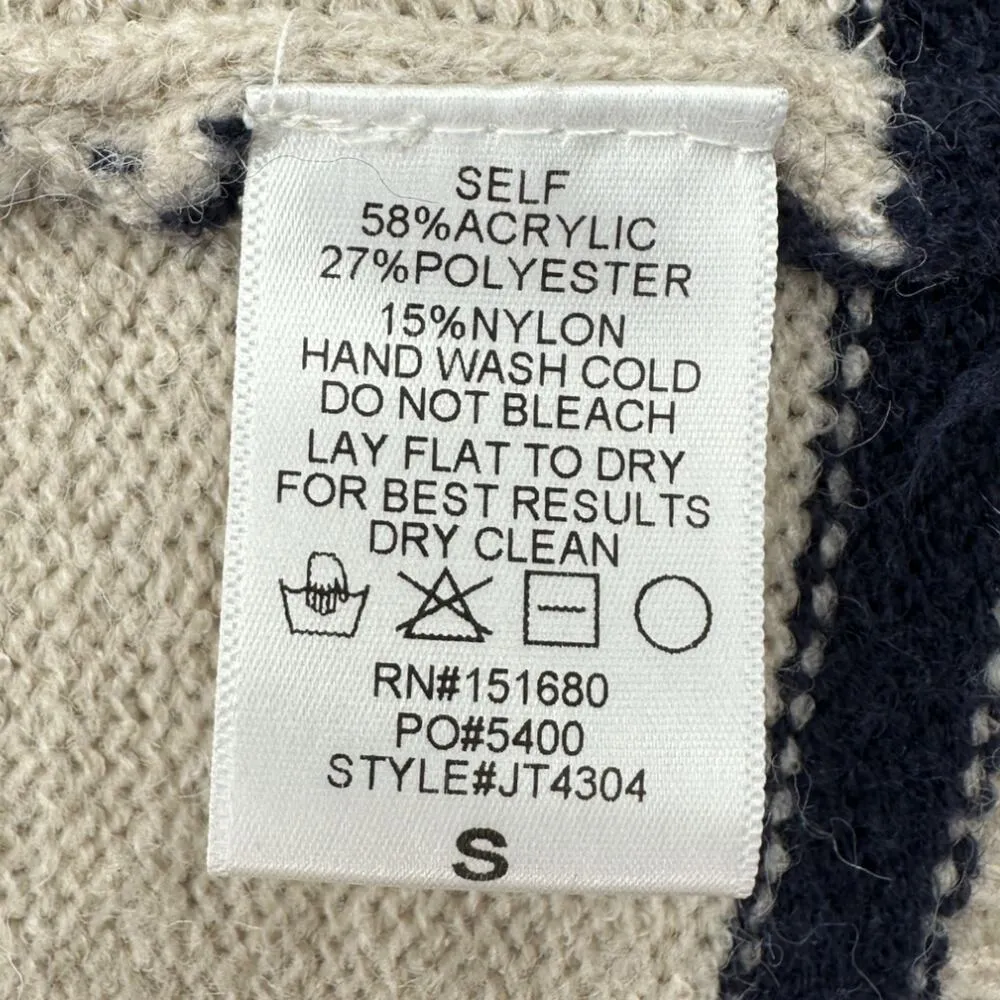 SELF
58%ACRYLIC
27%POLYESTER
15%NYLON
HAND WASH COLD
DO NOT BLEACH
LAY FLAT TO DRY
FOR BEST RESULTS
DRY CLEAN
RN#151680
PO#5400
STYLE#JT4304
S